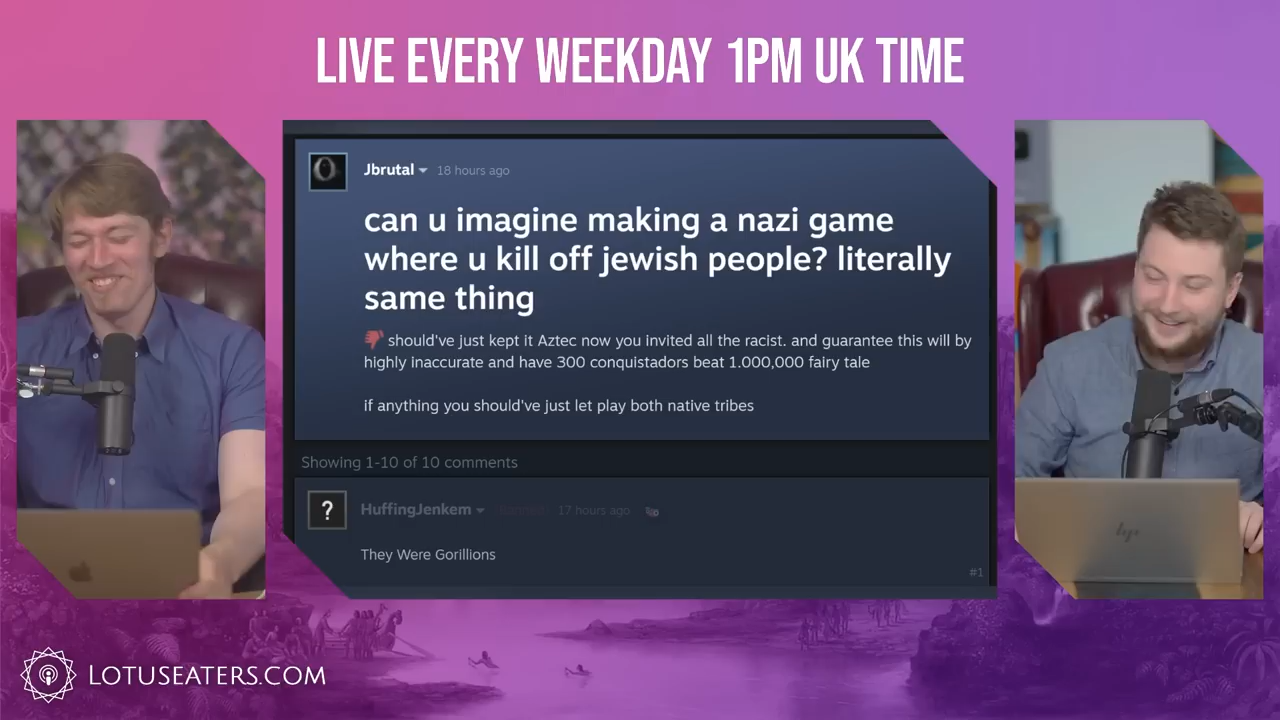 LIVE EVERY WEEKDAY 1PM UK TIME
Jbrutal 18 hours ago
can u imagine making a nazi game
where u kill off jewish people? literally
same thing
should've just kept it Aztec now you invited all the racist. and guarantee this will by
highly inaccurate and have 300 conquistadors beat 1.000,000 fairy tale
if anything you should've just let play both native tribes
Showing 1-10 of 10 comments
?
HuffingJenkem 17 hours ago
They Were Gorillions
#1
hp
LOTUSEATERS.COM